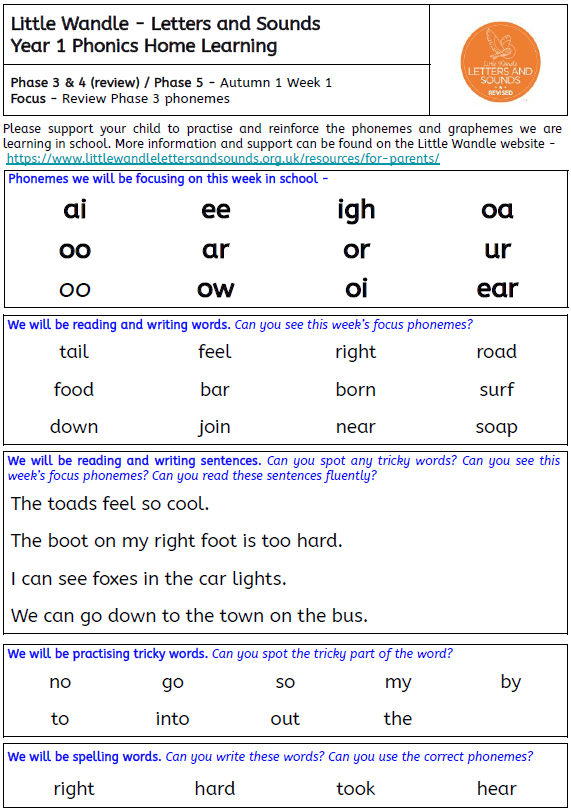 Little Wandle - Letters and Sounds
Year 1 Phonics Home Learning
LITTLE WANDLE
LETTERS AND
SOUNDS
REVISED
Phase 3 & 4 (review) / Phase 5 - Autumn 1 Week 1
Focus - Review Phase 3 phonemes
Please support your child to practise and reinforce the phonemes and graphemes we are
learning in school. More information and support can be found on the Little Wandle website -
https://www.littlewandlelettersandsounds.org.uk/resources/for-parents/
Phonemes we will be focusing on this week in school -
ai ee igh oa
oo ar or ur
oo ow oi ear
We will be reading and writing words. Can you see this week's focus phonemes?
tail feel right road
food bar born surf
down join near soap
We will be reading and writing sentences. Can you spot any tricky words? Can you see this
week's focus phonemes? Can you read these sentences fluently?
The toads feel so cool.
The boot on my right foot is too hard.
I can see foxes in the car lights.
We can go down to the town on the bus.
We will be practising tricky words. Can you spot the tricky part of the word?
no go so my by
to into out the
We will be spelling words. Can you write these words? Can you use the correct phonemes?
right hard took hear